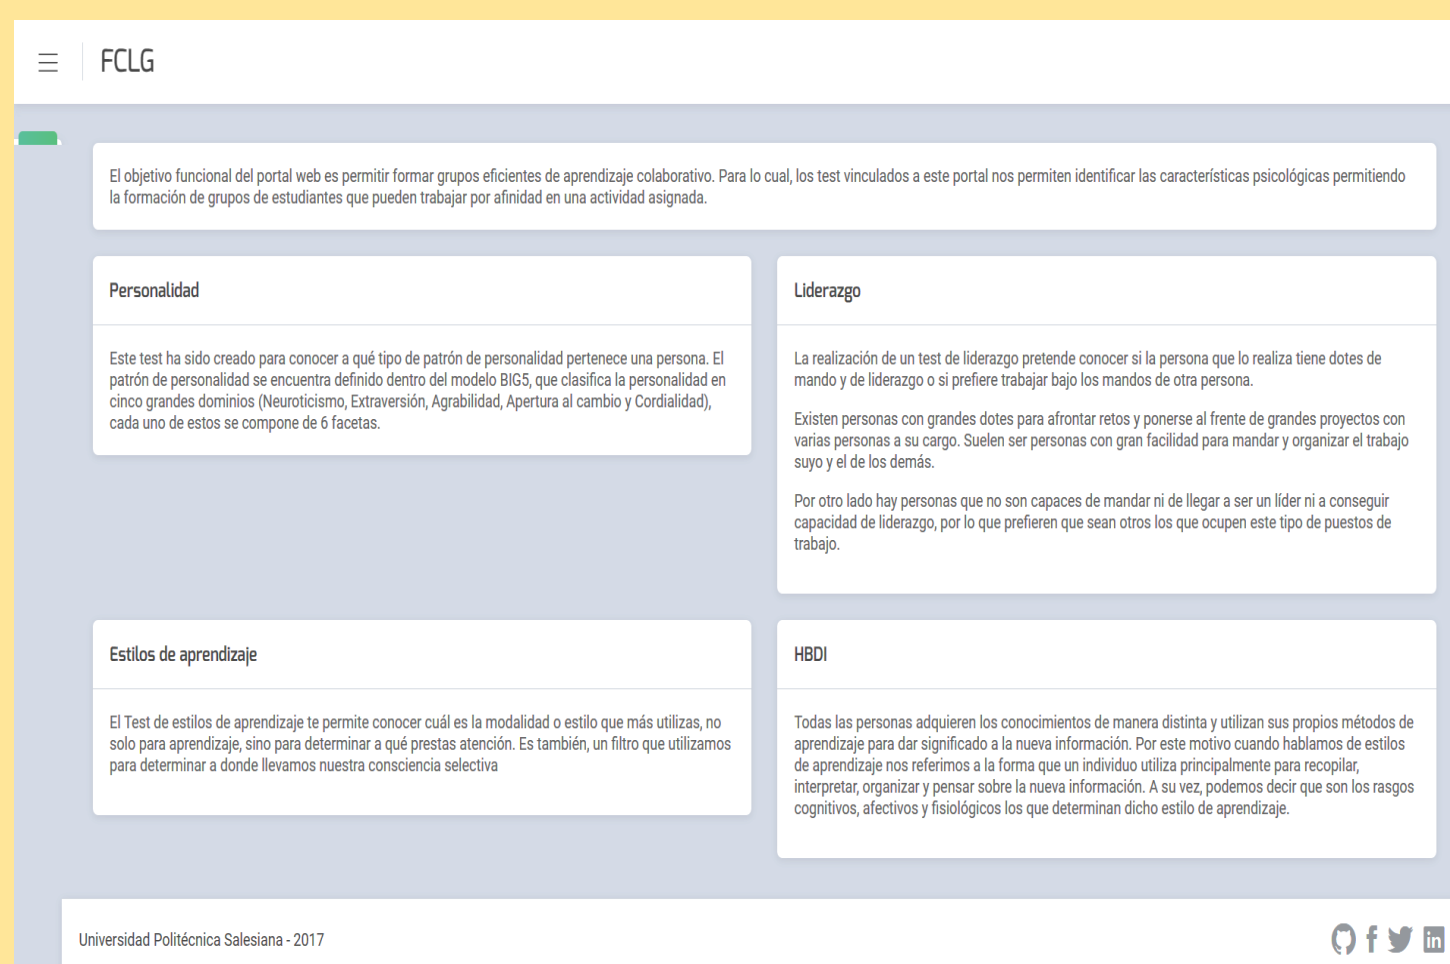 FCLG
El objetivo funcional del portal web es permitir formar grupos eficientes de aprendizaje colaborativo. Para lo cual, los test vinculados a este portal nos permiten identificar las características psicológicas permitiendo
la formación de grupos de estudiantes que pueden trabajar por afinidad en una actividad asignada.
Personalidad
Este test ha sido creado para conocer a qué tipo de patrón de personalidad pertenece una persona. El
patrón de personalidad se encuentra definido dentro del modelo BIG5, que clasifica la personalidad en
cinco grandes dominios (Neuroticismo, Extraversión, Agrabilidad, Apertura al cambio y Cordialidad),
cada uno de estos se compone de 6 facetas.
Liderazgo
La realización de un test de liderazgo pretende conocer si la persona que lo realiza tiene dotes de
mando y de liderazgo o si prefiere trabajar bajo los mandos de otra persona.
Existen personas con grandes dotes para afrontar retos y ponerse al frente de grandes proyectos con
varias personas a su cargo. Suelen ser personas con gran facilidad para mandar y organizar el trabajo
suyo y el de los demás.
Por otro lado hay personas que no son capaces de mandar ni de llegar a ser un líder ni a conseguir
capacidad de liderazgo, por lo que prefieren que sean otros los que ocupen este tipo de puestos de
trabajo.
Estilos de aprendizaje
El Test de estilos de aprendizaje te permite conocer cuál es la modalidad o estilo que más utilizas, no
solo para aprendizaje, sino para determinar a qué prestas atención. Es también, un filtro que utilizamos
para determinar a donde llevamos nuestra consciencia selectiva
HBDI
Todas las personas adquieren los conocimientos de manera distinta y utilizan sus propios métodos de
aprendizaje para dar significado a la nueva información. Por este motivo cuando hablamos de estilos
de aprendizaje nos referimos a la forma que un individuo utiliza principalmente para recopilar,
interpretar, organizar y pensar sobre la nueva información. A su vez, podemos decir que son los rasgos
cognitivos, afectivos y fisiológicos los que determinan dicho estilo de aprendizaje.
Universidad Politécnica Salesiana - 2017